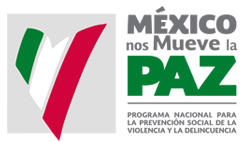 MÉXICO
nos Mueve la
PAZ
PROGRAMA NACIONAL PARA
LA PREVENCIÓN SOCIAL DE LA
VIOLENCIA Y LA DELINCUENCIA